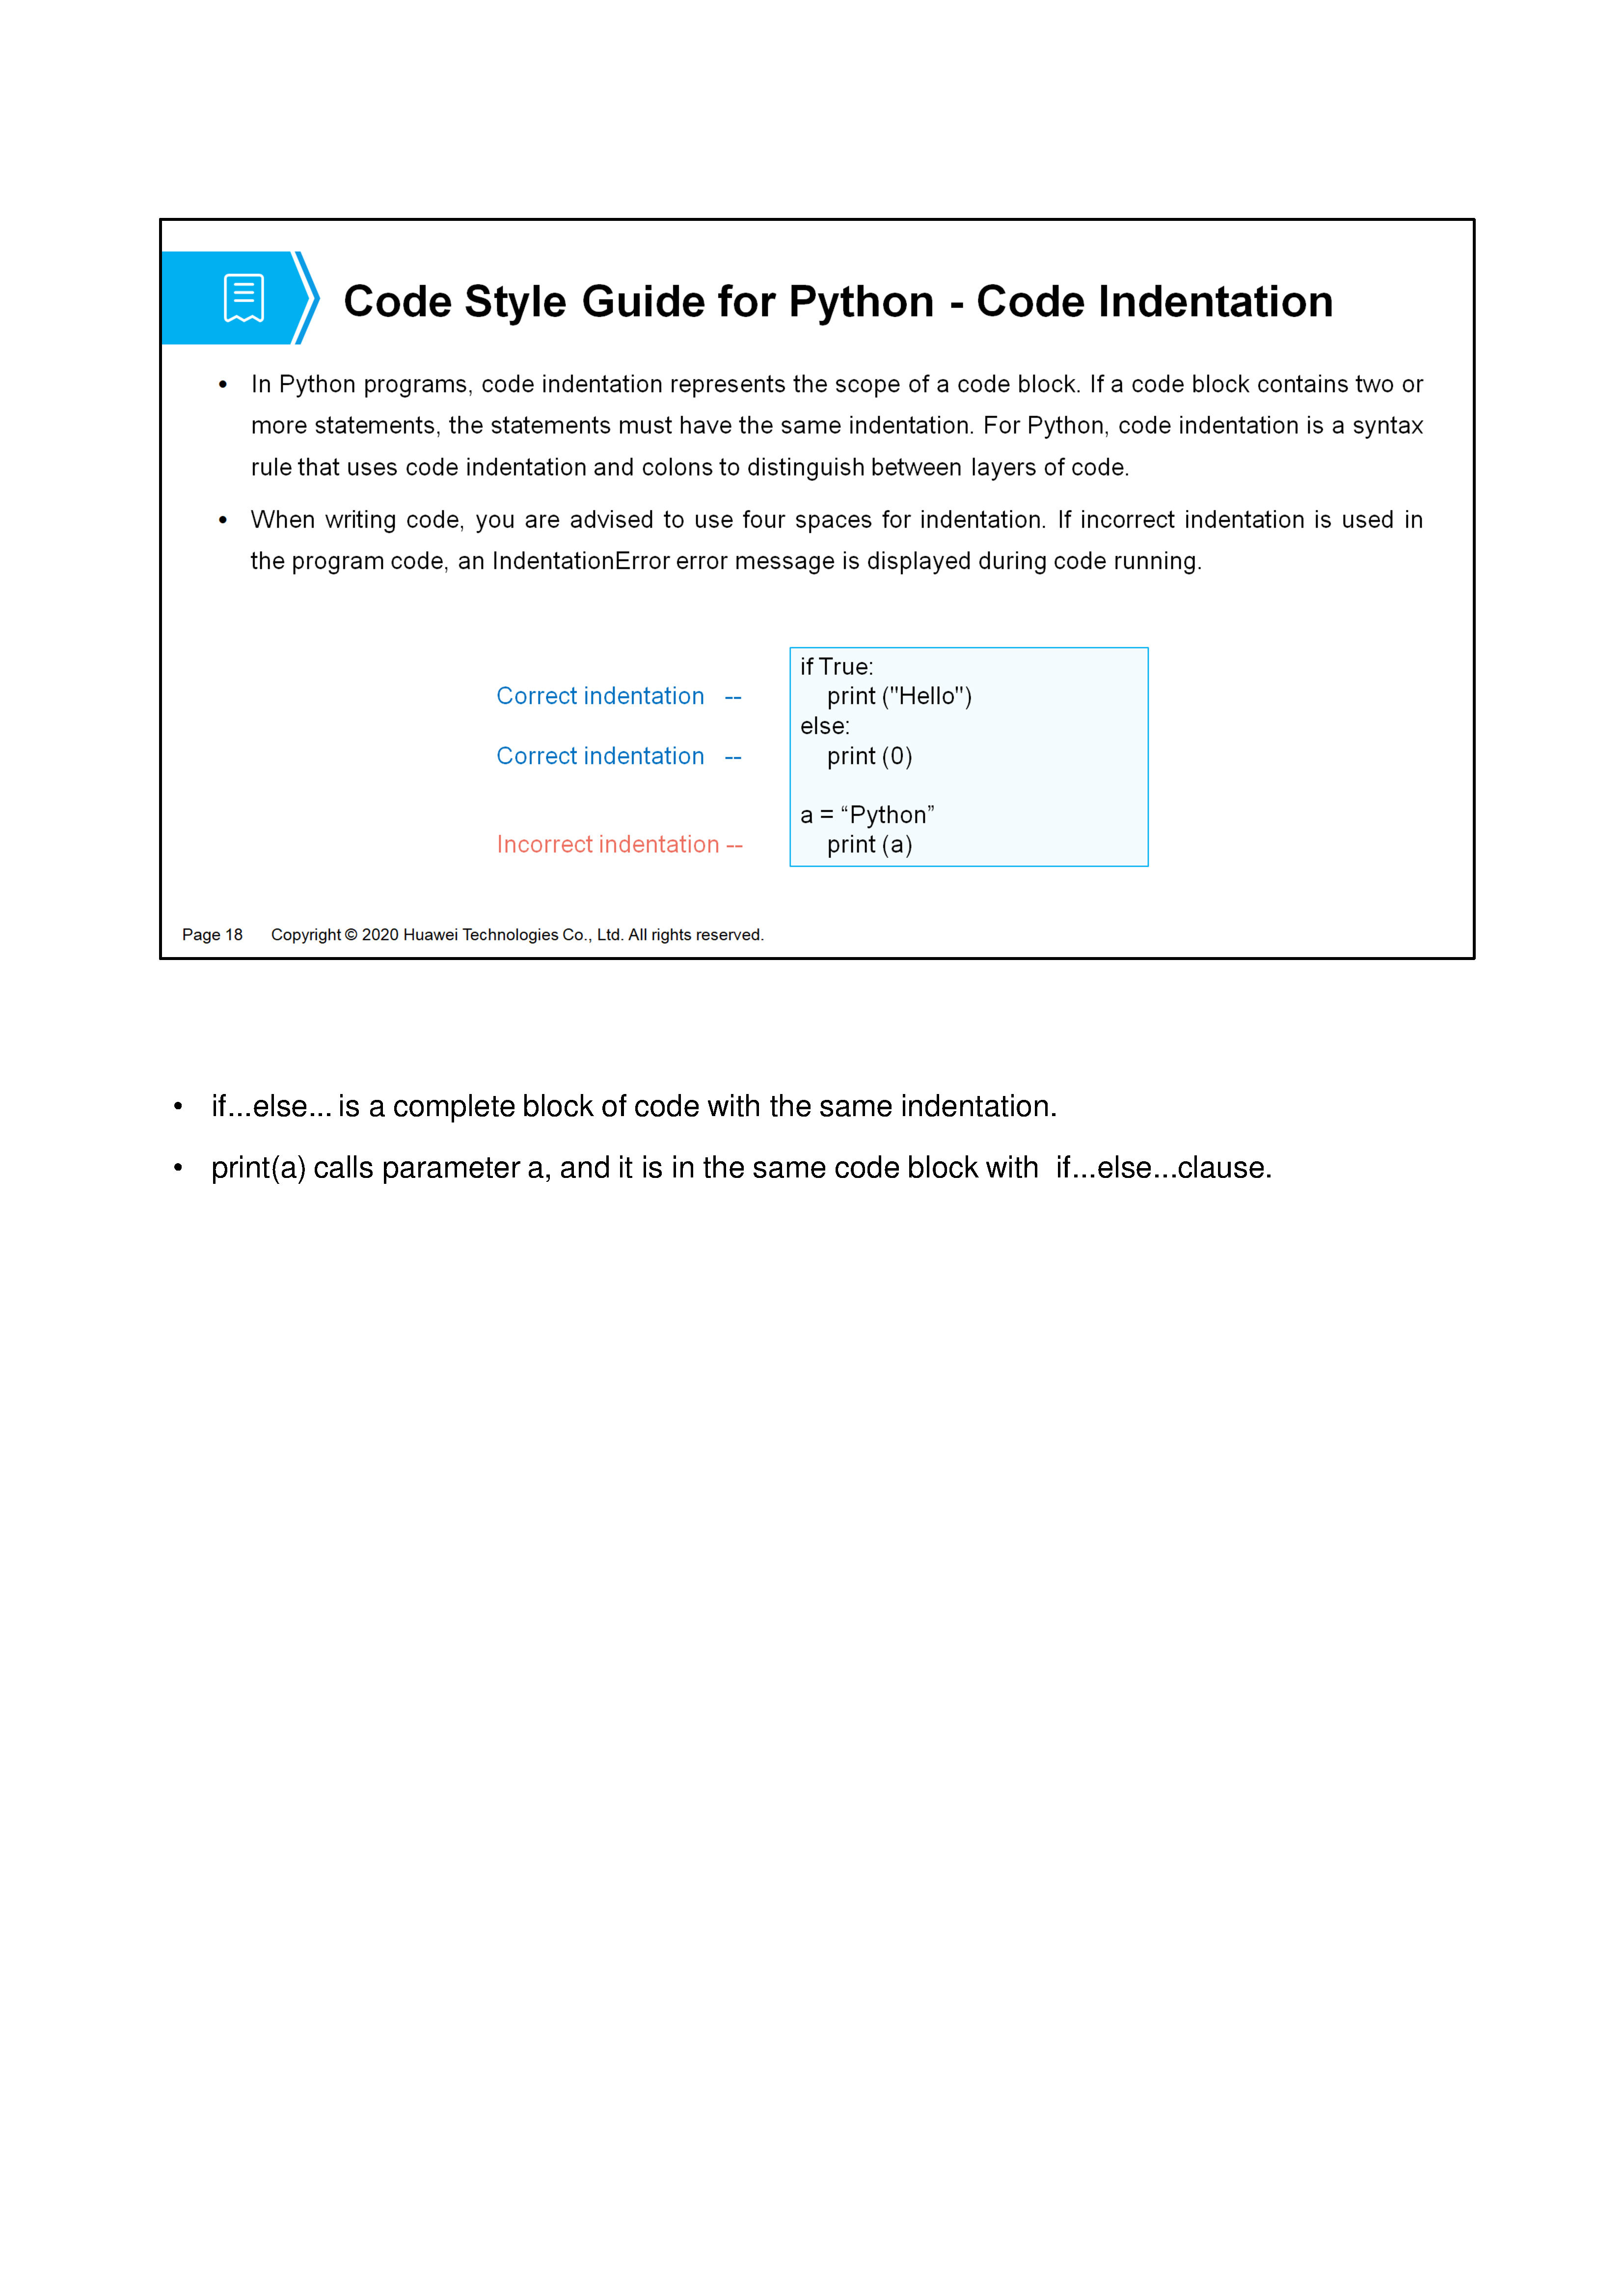 Code Style Guide for Python - Code Indentation
• In Python programs, code indentation represents the scope of a code block. If a code block contains two or
more statements, the statements must have the same indentation. For Python, code indentation is a syntax
rule that uses code indentation and colons to distinguish between layers of code.
• When writing code, you are advised to use four spaces for indentation. If incorrect indentation is used in
the program code, an IndentationError error message is displayed during code running.
if True:
Correct indentation -- print ("Hello")
else:
Correct indentation -- print (0)
a = “Python”
Incorrect indentation -- print (a)
Page 18 Copyright © 2020 Huawei Technologies Co., Ltd. All rights reserved.
• if...else... is a complete block of code with the same indentation.
• print(a) calls parameter a, and it is in the same code block with if...else...clause.